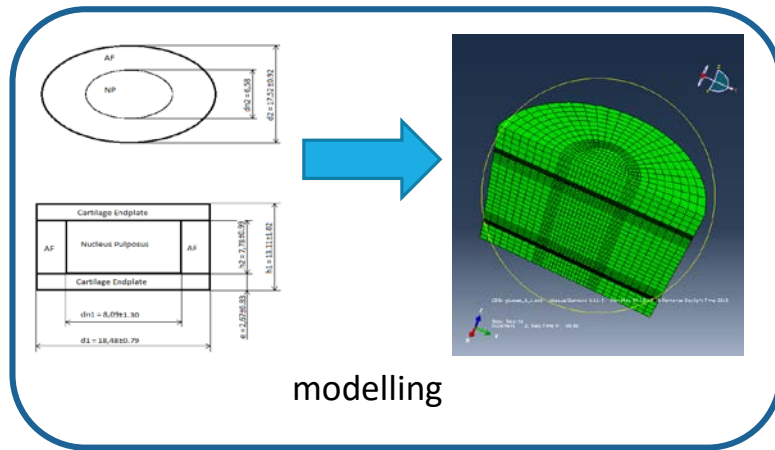 AF
NP
dn2 = 6,58
d2 = 17,52±0.92
Cartilage Endplate
AF
Nucleus Pulposus
AF
Cartilage Endplate
h2 = 7,78±0.99
h1 = 13,11±1.02
e = 2,67±0.83
dn1 = 8,09±1.30
d1 = 18,48±0.79
modelling